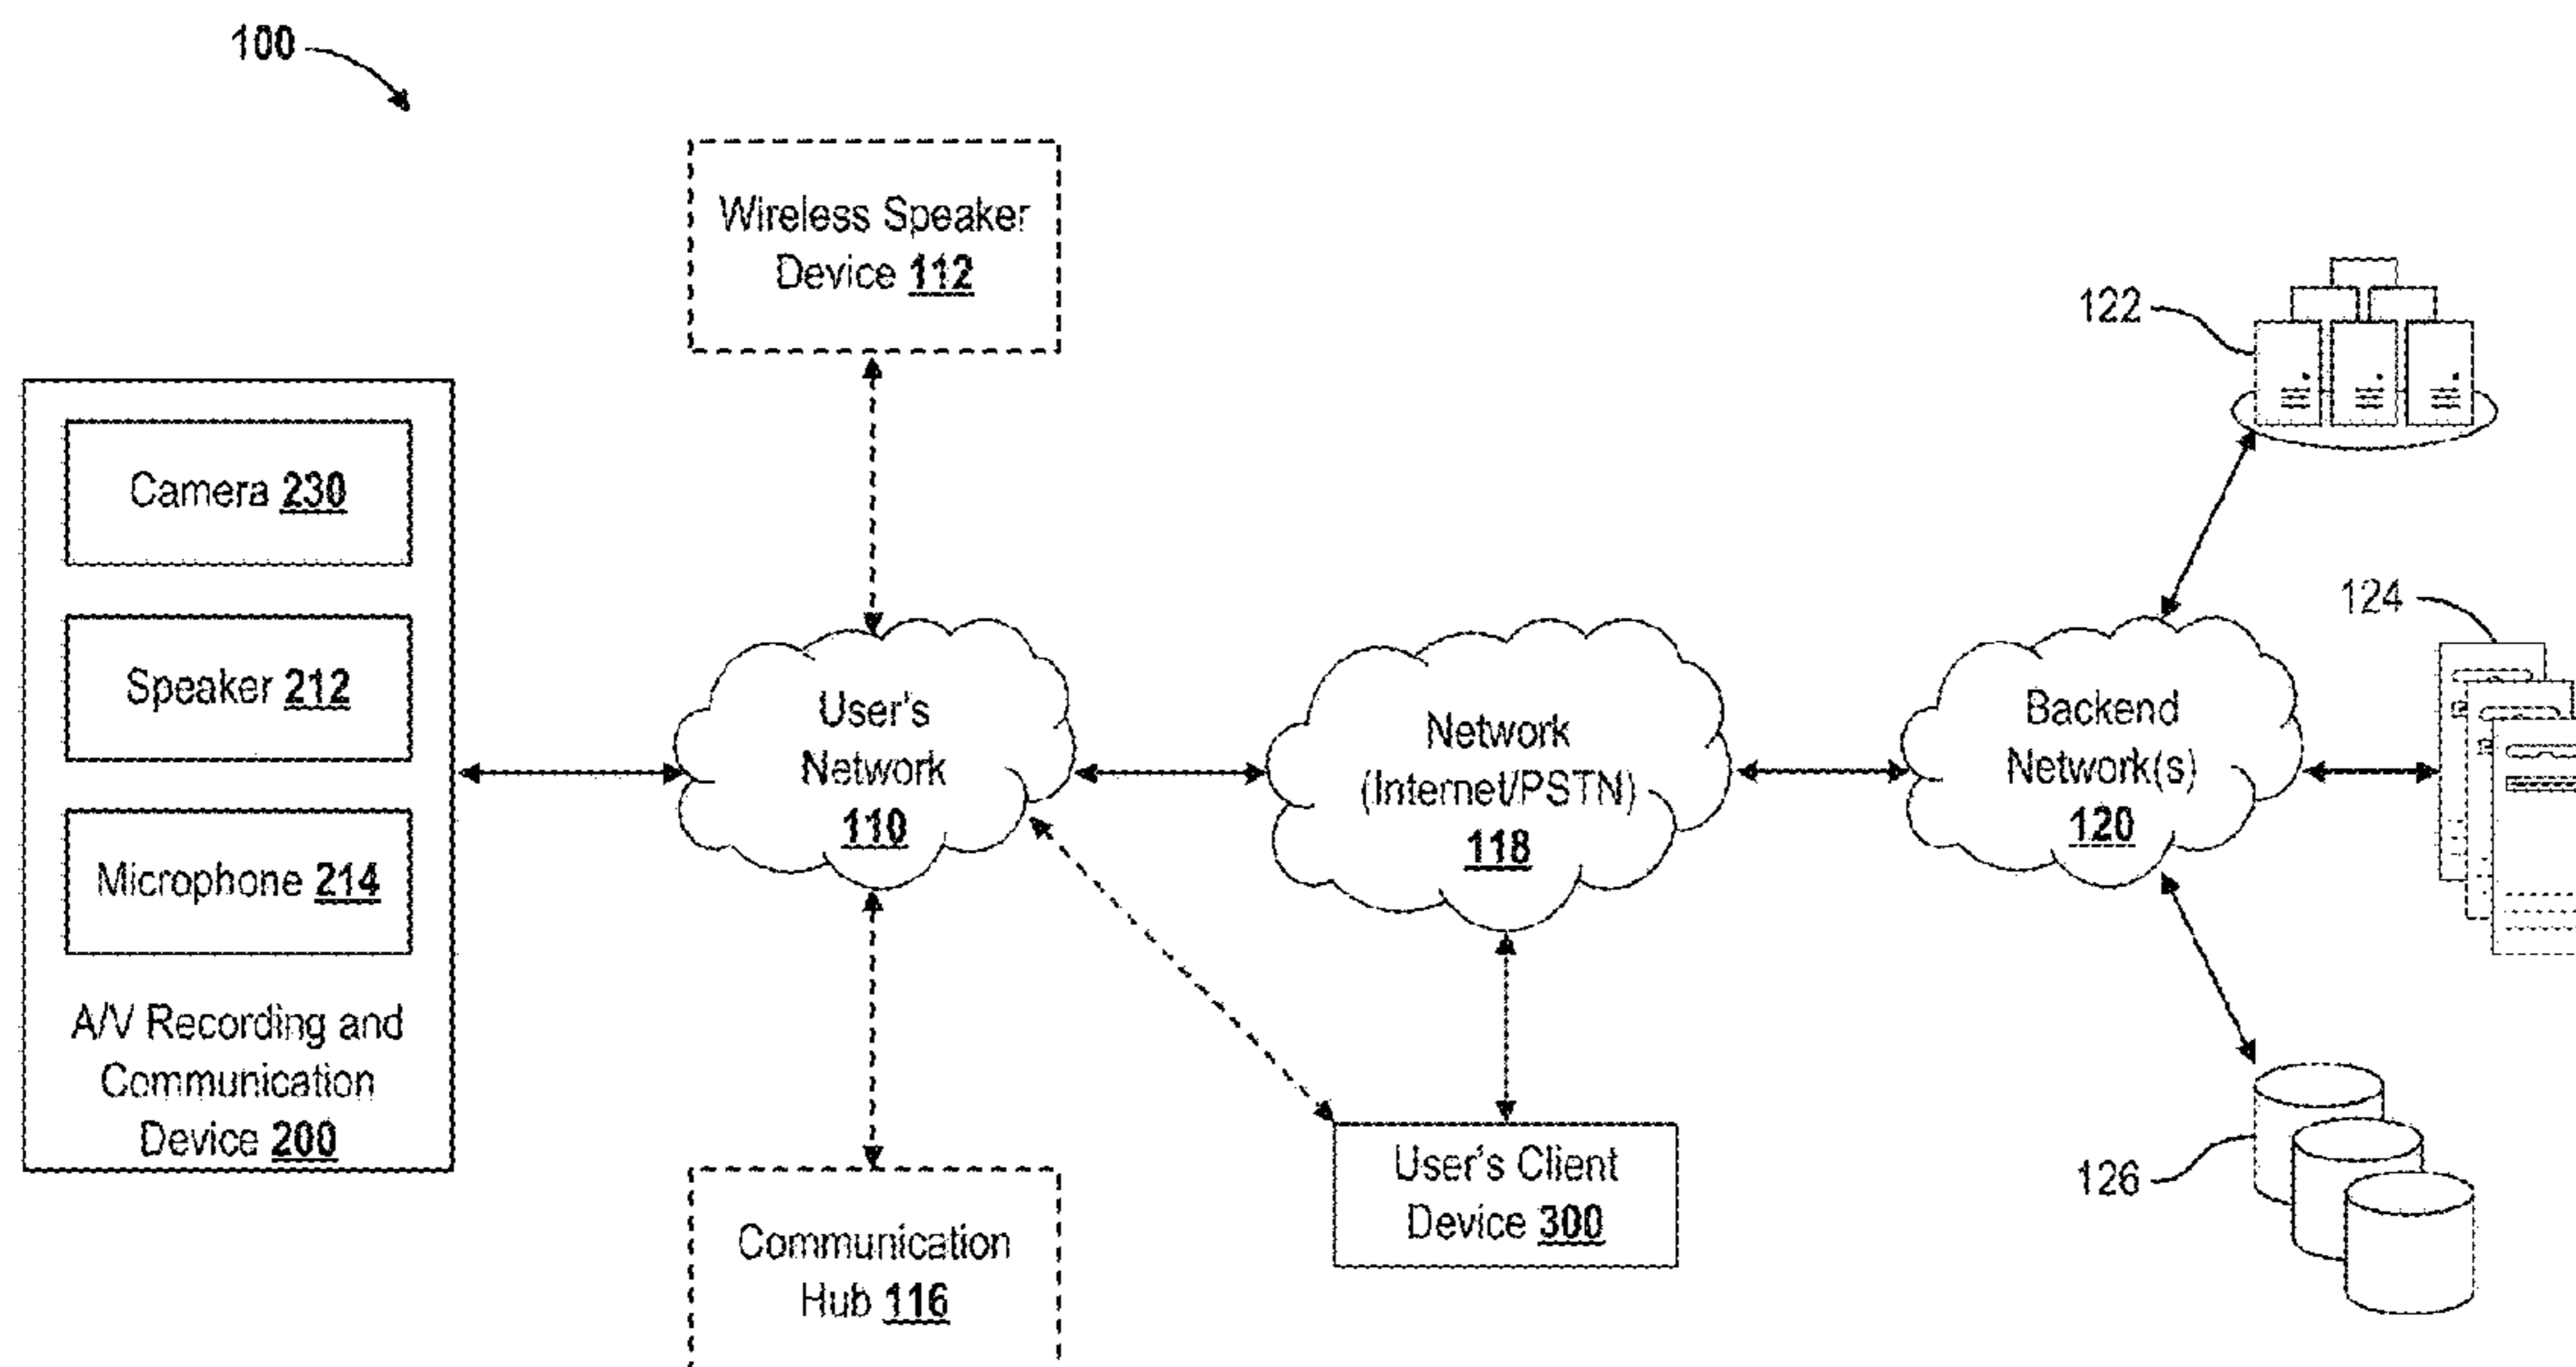 100
Wireless Speaker
Device 112
Camera 230
Speaker 212
Microphone 214
A/V Recording and
Communication
Device 200
User's
Network
110
Network
(Internet/PSTN)
118
Backend
Network(s)
120
122
124
126
Communication
Hub 116
User's Client
Device 300